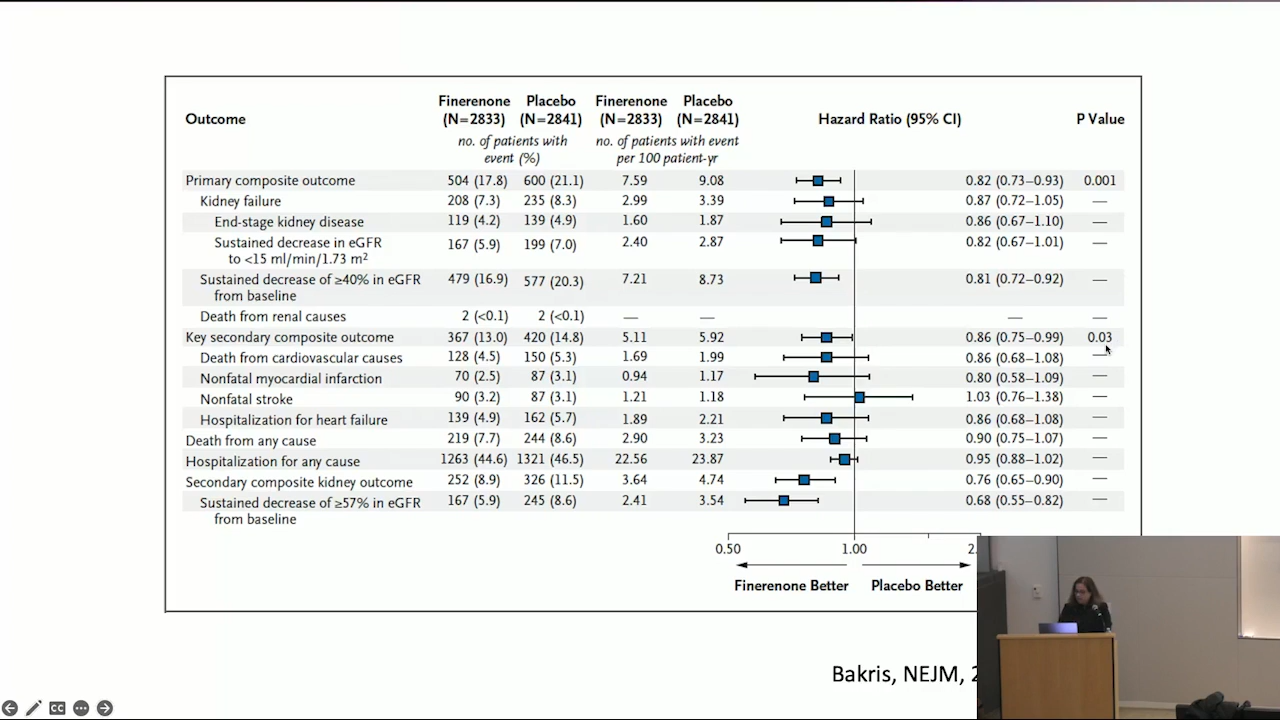 Finerenone Placebo Finerenone Placebo
Outcome (N=2833) (N=2841) (N=2833) (N=2841) Hazard Ratio (95% CI) P Value
no. of patients with no. of patients with event
event (%) per 100 patient-yr
Primary composite outcome 504 (17.8) 600 (21.1) 7.59 9.08 0.82 (0.73–0.93) 0.001
Kidney failure 208 (7.3) 235 (8.3) 2.99 3.39 0.87 (0.72–1.05) —
End-stage kidney disease 119 (4.2) 139 (4.9) 1.60 1.87 0.86 (0.67–1.10) —
Sustained decrease in eGFR 167 (5.9) 199 (7.0) 2.40 2.87 0.82 (0.67–1.01) —
to <15 ml/min/1.73 m²
Sustained decrease of ≥40% in eGFR 479 (16.9) 577 (20.3) 7.21 8.73 0.81 (0.72–0.92) —
from baseline
Death from renal causes 2 (<0.1) 2 (<0.1) — — — —
Key secondary composite outcome 367 (13.0) 420 (14.8) 5.11 5.92 0.86 (0.75–0.99) 0.03
Death from cardiovascular causes 128 (4.5) 150 (5.3) 1.69 1.99 0.86 (0.68–1.08) —
Nonfatal myocardial infarction 70 (2.5) 87 (3.1) 0.94 1.17 0.80 (0.58–1.09) —
Nonfatal stroke 90 (3.2) 87 (3.1) 1.21 1.18 1.03 (0.76–1.38) —
Hospitalization for heart failure 139 (4.9) 162 (5.7) 1.89 2.21 0.86 (0.68–1.08) —
Death from any cause 219 (7.7) 244 (8.6) 2.90 3.23 0.90 (0.75–1.07) —
Hospitalization for any cause 1263 (44.6) 1321 (46.5) 22.56 23.87 0.95 (0.88–1.02) —
Secondary composite kidney outcome 252 (8.9) 326 (11.5) 3.64 4.74 0.76 (0.65–0.90) —
Sustained decrease of ≥57% in eGFR 167 (5.9) 245 (8.6) 2.41 3.54 0.68 (0.55–0.82) —
from baseline
0.50 1.00
Finerenone Better Placebo Better
Bakris, NEJM,
CC